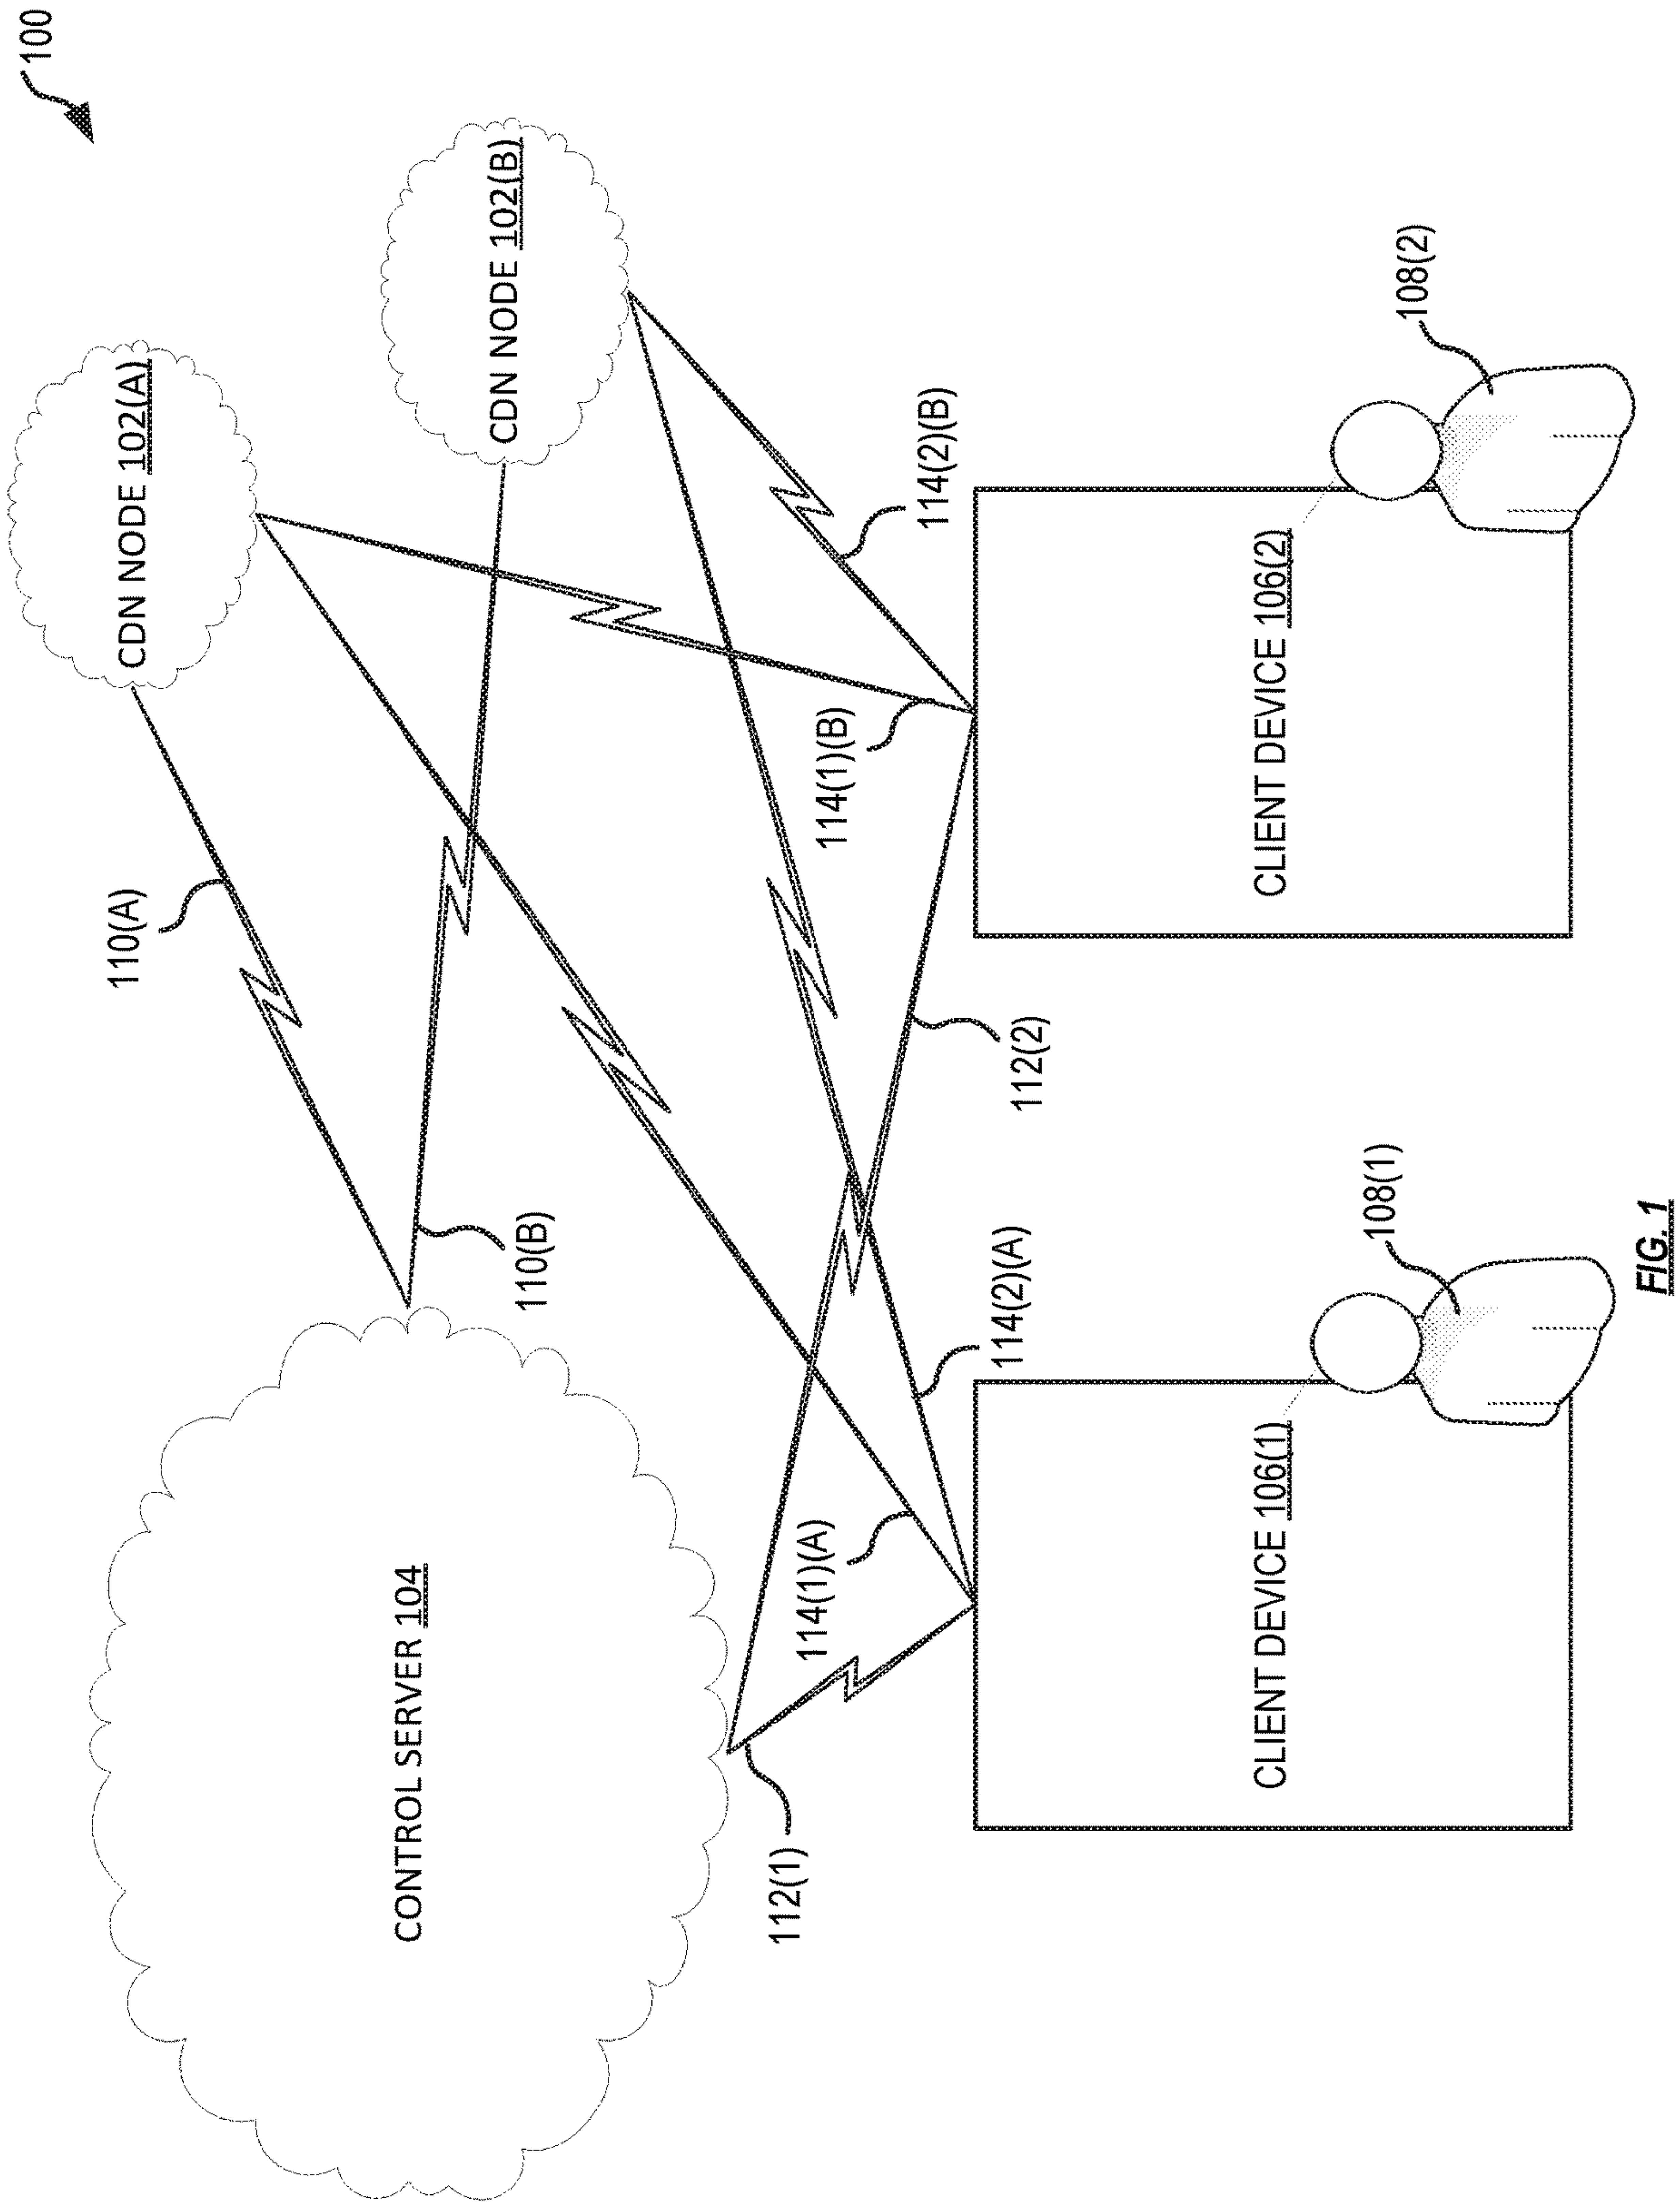 100
CDN NODE 102(A)
CDN NODE 102(B)
110(A)
110(B)
CONTROL SERVER 104
114(2)(B)
114(1)(B)
112(2)
114(2)(A)
114(1)(A)
112(1)
CLIENT DEVICE 106(1)
108(1)
CLIENT DEVICE 106(2)
108(2)
FIG. 1